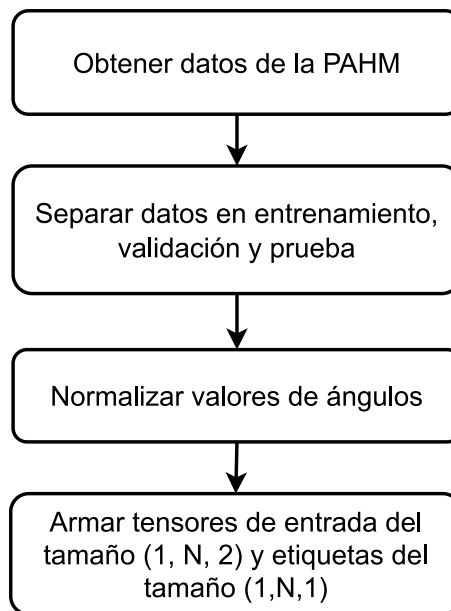 Obtener datos de la PAHM
Separar datos en entrenamiento,
validación y prueba
Normalizar valores de ángulos
Armar tensores de entrada del
tamaño (1, N, 2) y etiquetas del
tamaño (1,N,1)